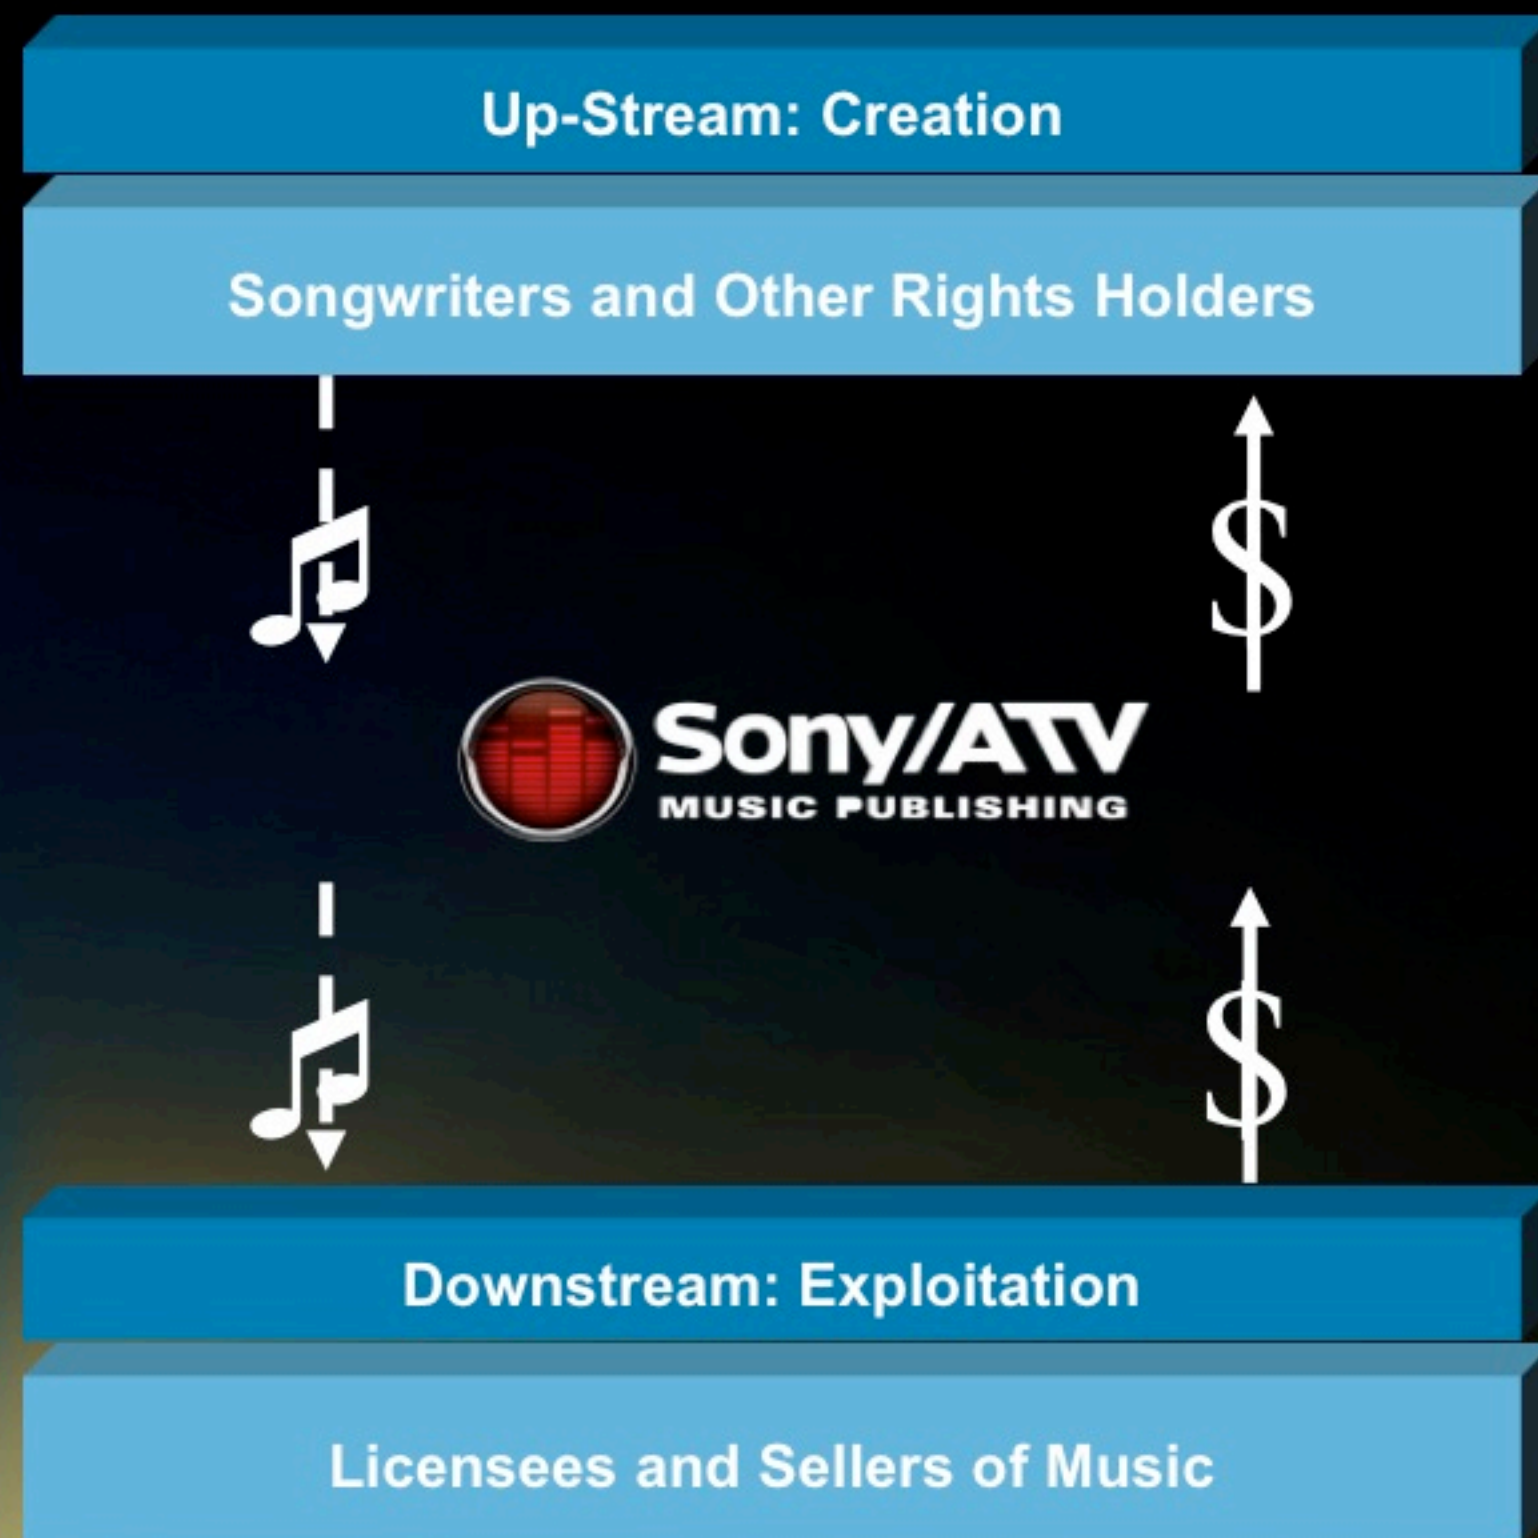 Up-Stream: Creation
Songwriters and Other Rights Holders
$
Sony/ATV
MUSIC PUBLISHING
$
Downstream: Exploitation
Licensees and Sellers of Music